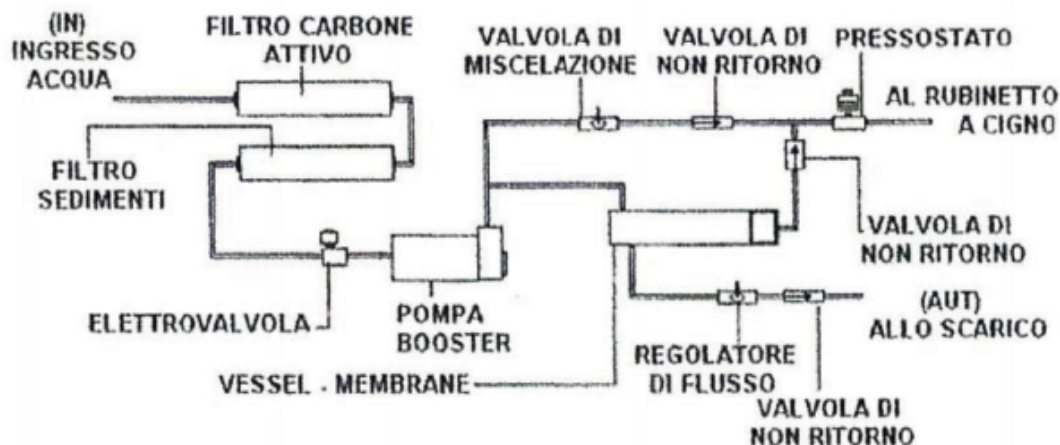 (IN)
INGRESSO
ACQUA
FILTRO CARBONE
ATTIVO
VALVOLA DI
MISCELAZIONE
VALVOLA DI
NON RITORNO
PRESSOSTATO
AL RUBINETTO
A CIGNO
FILTRO
SEDIMENTI
VALVOLA DI
NON RITORNO
ELETTROVALVOLA
POMPA
BOOSTER
(AUT)
ALLO SCARICO
REGOLATORE
DI FLUSSO
VESSEL - MEMBRANE
VALVOLA DI
NON RITORNO